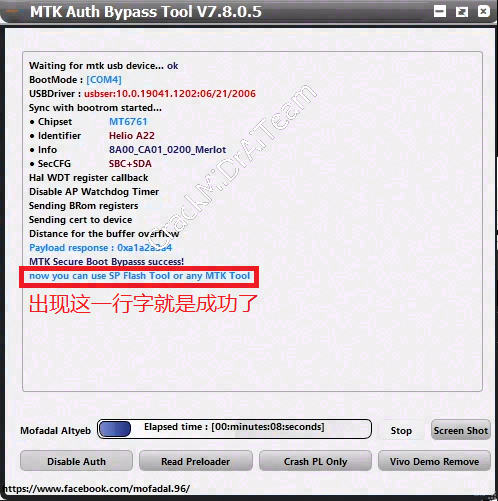 MTK Auth Bypass Tool V7.8.0.5
Waiting for mtk usb device... ok
BootMode : [COM4]
USBDriver : usbser:10.0.19041.1202:06/21/2006
Sync with bootrom started...
• Chipset MT6761
• Identifier Helio A22
• Info 8A00_CA01_0200_Merlot
• SecCFG SBC+SDA
Hal WDT register callback
Disable AP Watchdog Timer
Sending BRom registers
Sending cert to device
Distance for the buffer overflow
Payload response : 0xa1a2a3a4
MTK Secure Boot Bypasss success!
now you can use SP Flash Tool or any MTK Tool
出现这一行字就是成功了
CrackMiDrAiTeam
Mofadal Altyeb
Elapsed time : [00:minutes:08:seconds]
Stop
Screen Shot
Disable Auth
Read Preloader
Crash PL Only
Vivo Demo Remove
https://www.facebook.com/mofadal.96/